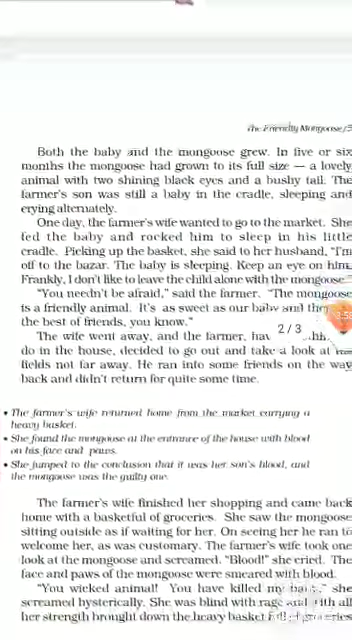 The Friendly Mongoose/3
Both the baby and the mongoose grew. In five or six
months the mongoose had grown to its full size — a lovely
animal with two shining black eyes and a bushy tail. The
farmer's son was still a baby in the cradle, sleeping and
crying alternately.
One day, the farmer's wife wanted to go to the market. She
fed the baby and rocked him to sleep in his little
cradle. Picking up the basket, she said to her husband, "I'm
off to the bazar. The baby is sleeping. Keep an eye on him.
Frankly, I don't like to leave the child alone with the mongoose."
"You needn't be afraid," said the farmer. "The mongoose
is a friendly animal. It's as sweet as our baby and they
the best of friends, you know."
2 / 3
The wife went away, and the farmer,
do in the house, decided to go out and take a look at
fields not far away. He ran into some friends on the way
back and didn't return for quite some time.
• The farmer's wife returned home from the market carrying a
heavy basket.
• She found the mongoose at the entrance of the house with blood
on his face and paws.
• She jumped to the conclusion that it was her son's blood, and
the mongoose was the guilty one.
The farmer's wife finished her shopping and came back
home with a basketful of groceries. She saw the mongoose
sitting outside as if waiting for her. On seeing her he ran to
welcome her, as was customary. The farmer's wife took one
look at the mongoose and screamed. "Blood!" she cried. The
face and paws of the mongoose were smeared with blood.
"You wicked animal! You have killed my she
screamed hysterically. She was blind with rage and with all
her strength brought down the heavy basket full